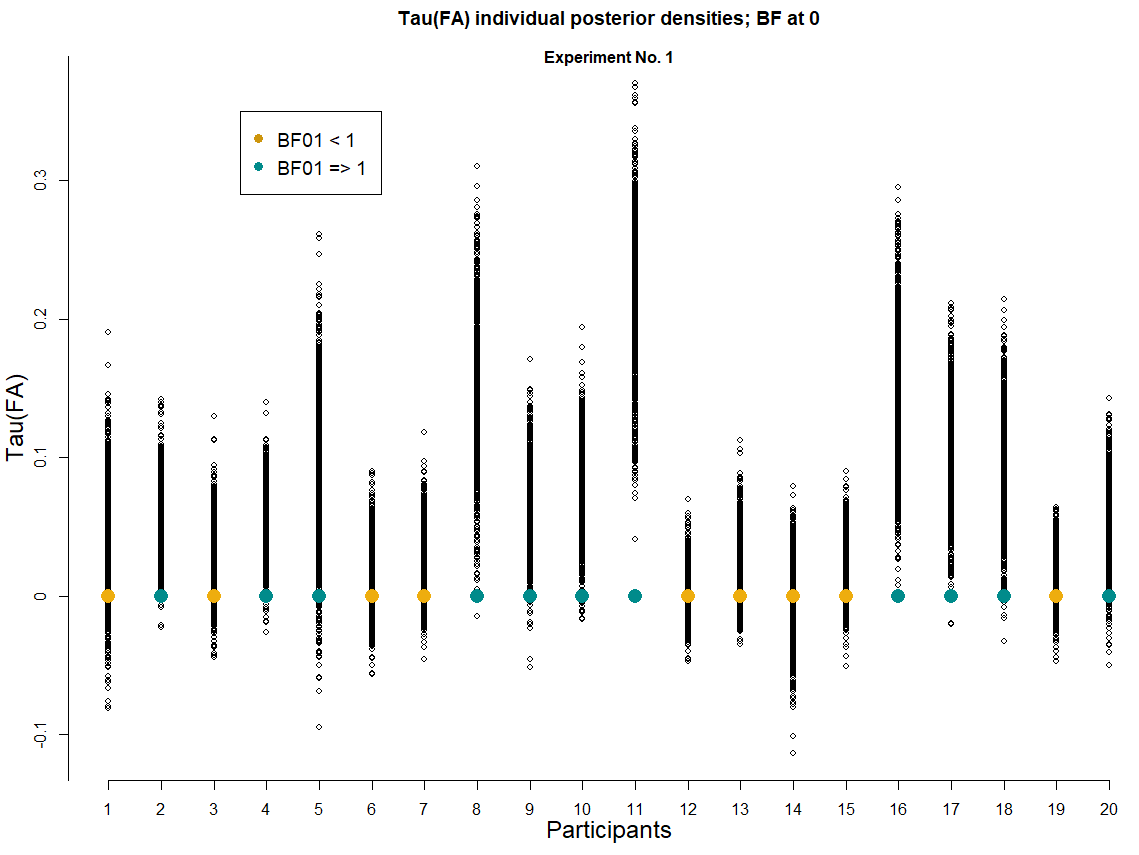 Tau(FA) individual posterior densities; BF at 0
Experiment No. 1
BF01 < 1
BF01 => 1
Tau(FA)
0.3
0.2
0.1
0
-0.1
1 2 3 4 5 6 7 8 9 10 11 12 13 14 15 16 17 18 19 20
Participants